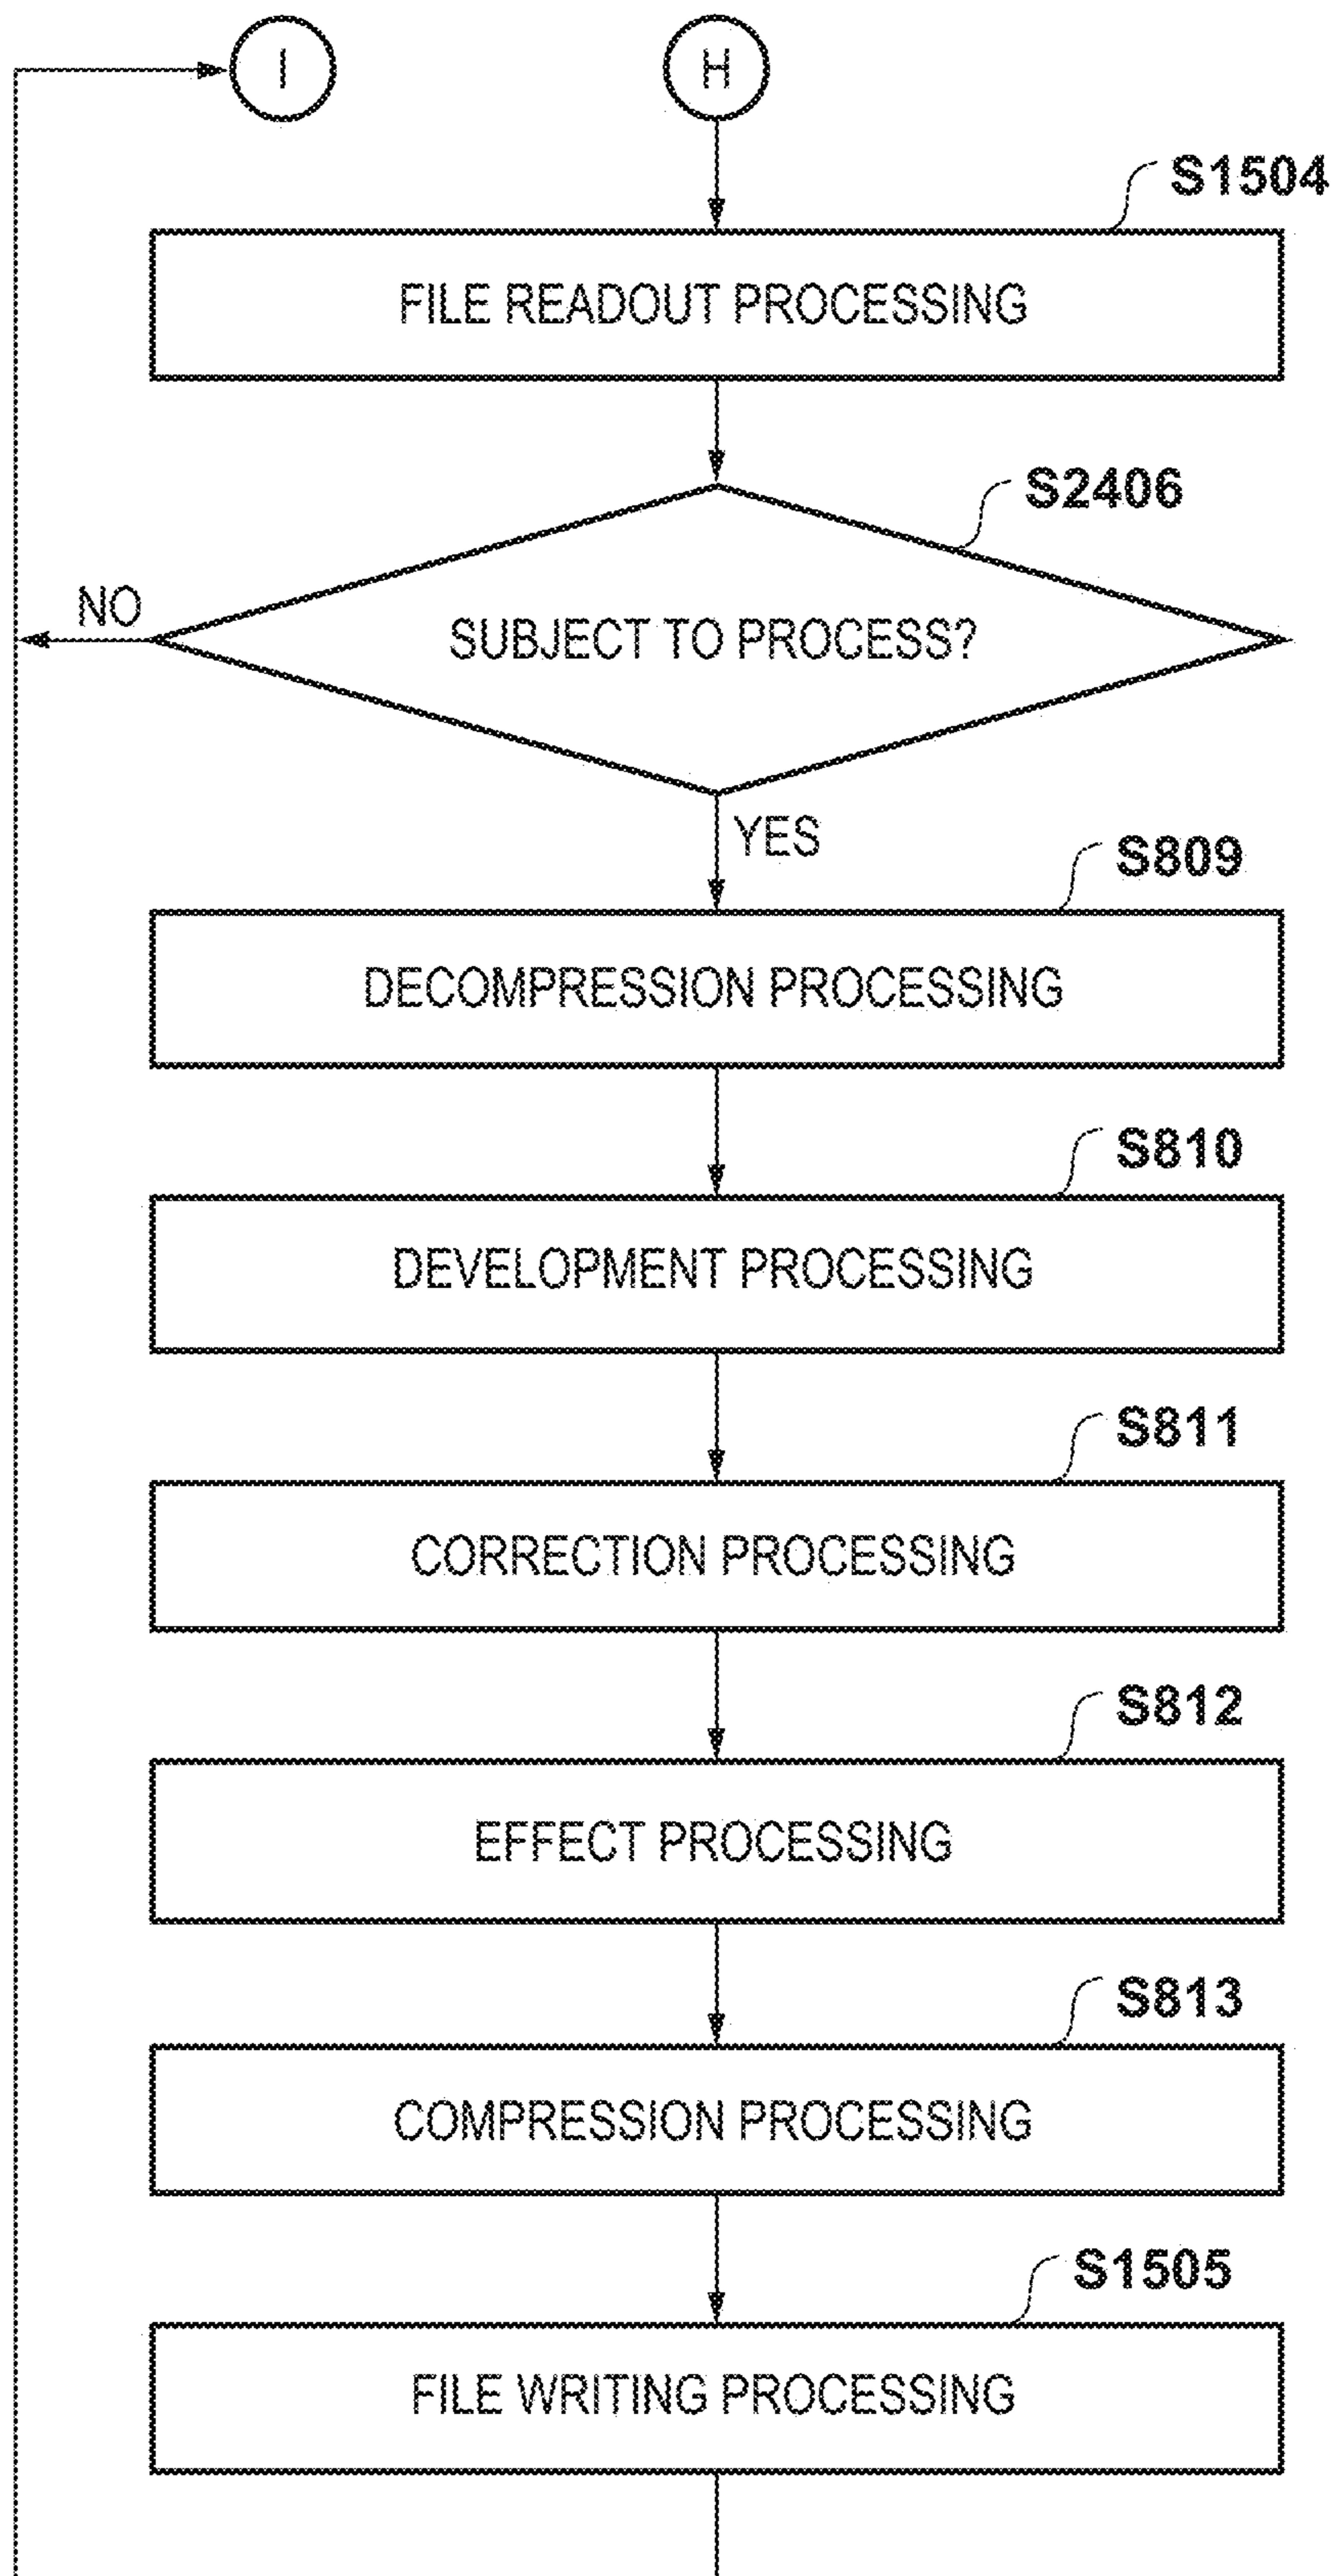 I
H
S1504
FILE READOUT PROCESSING
S2406
NO
SUBJECT TO PROCESS?
YES
S809
DECOMPRESSION PROCESSING
S810
DEVELOPMENT PROCESSING
S811
CORRECTION PROCESSING
S812
EFFECT PROCESSING
S813
COMPRESSION PROCESSING
S1505
FILE WRITING PROCESSING